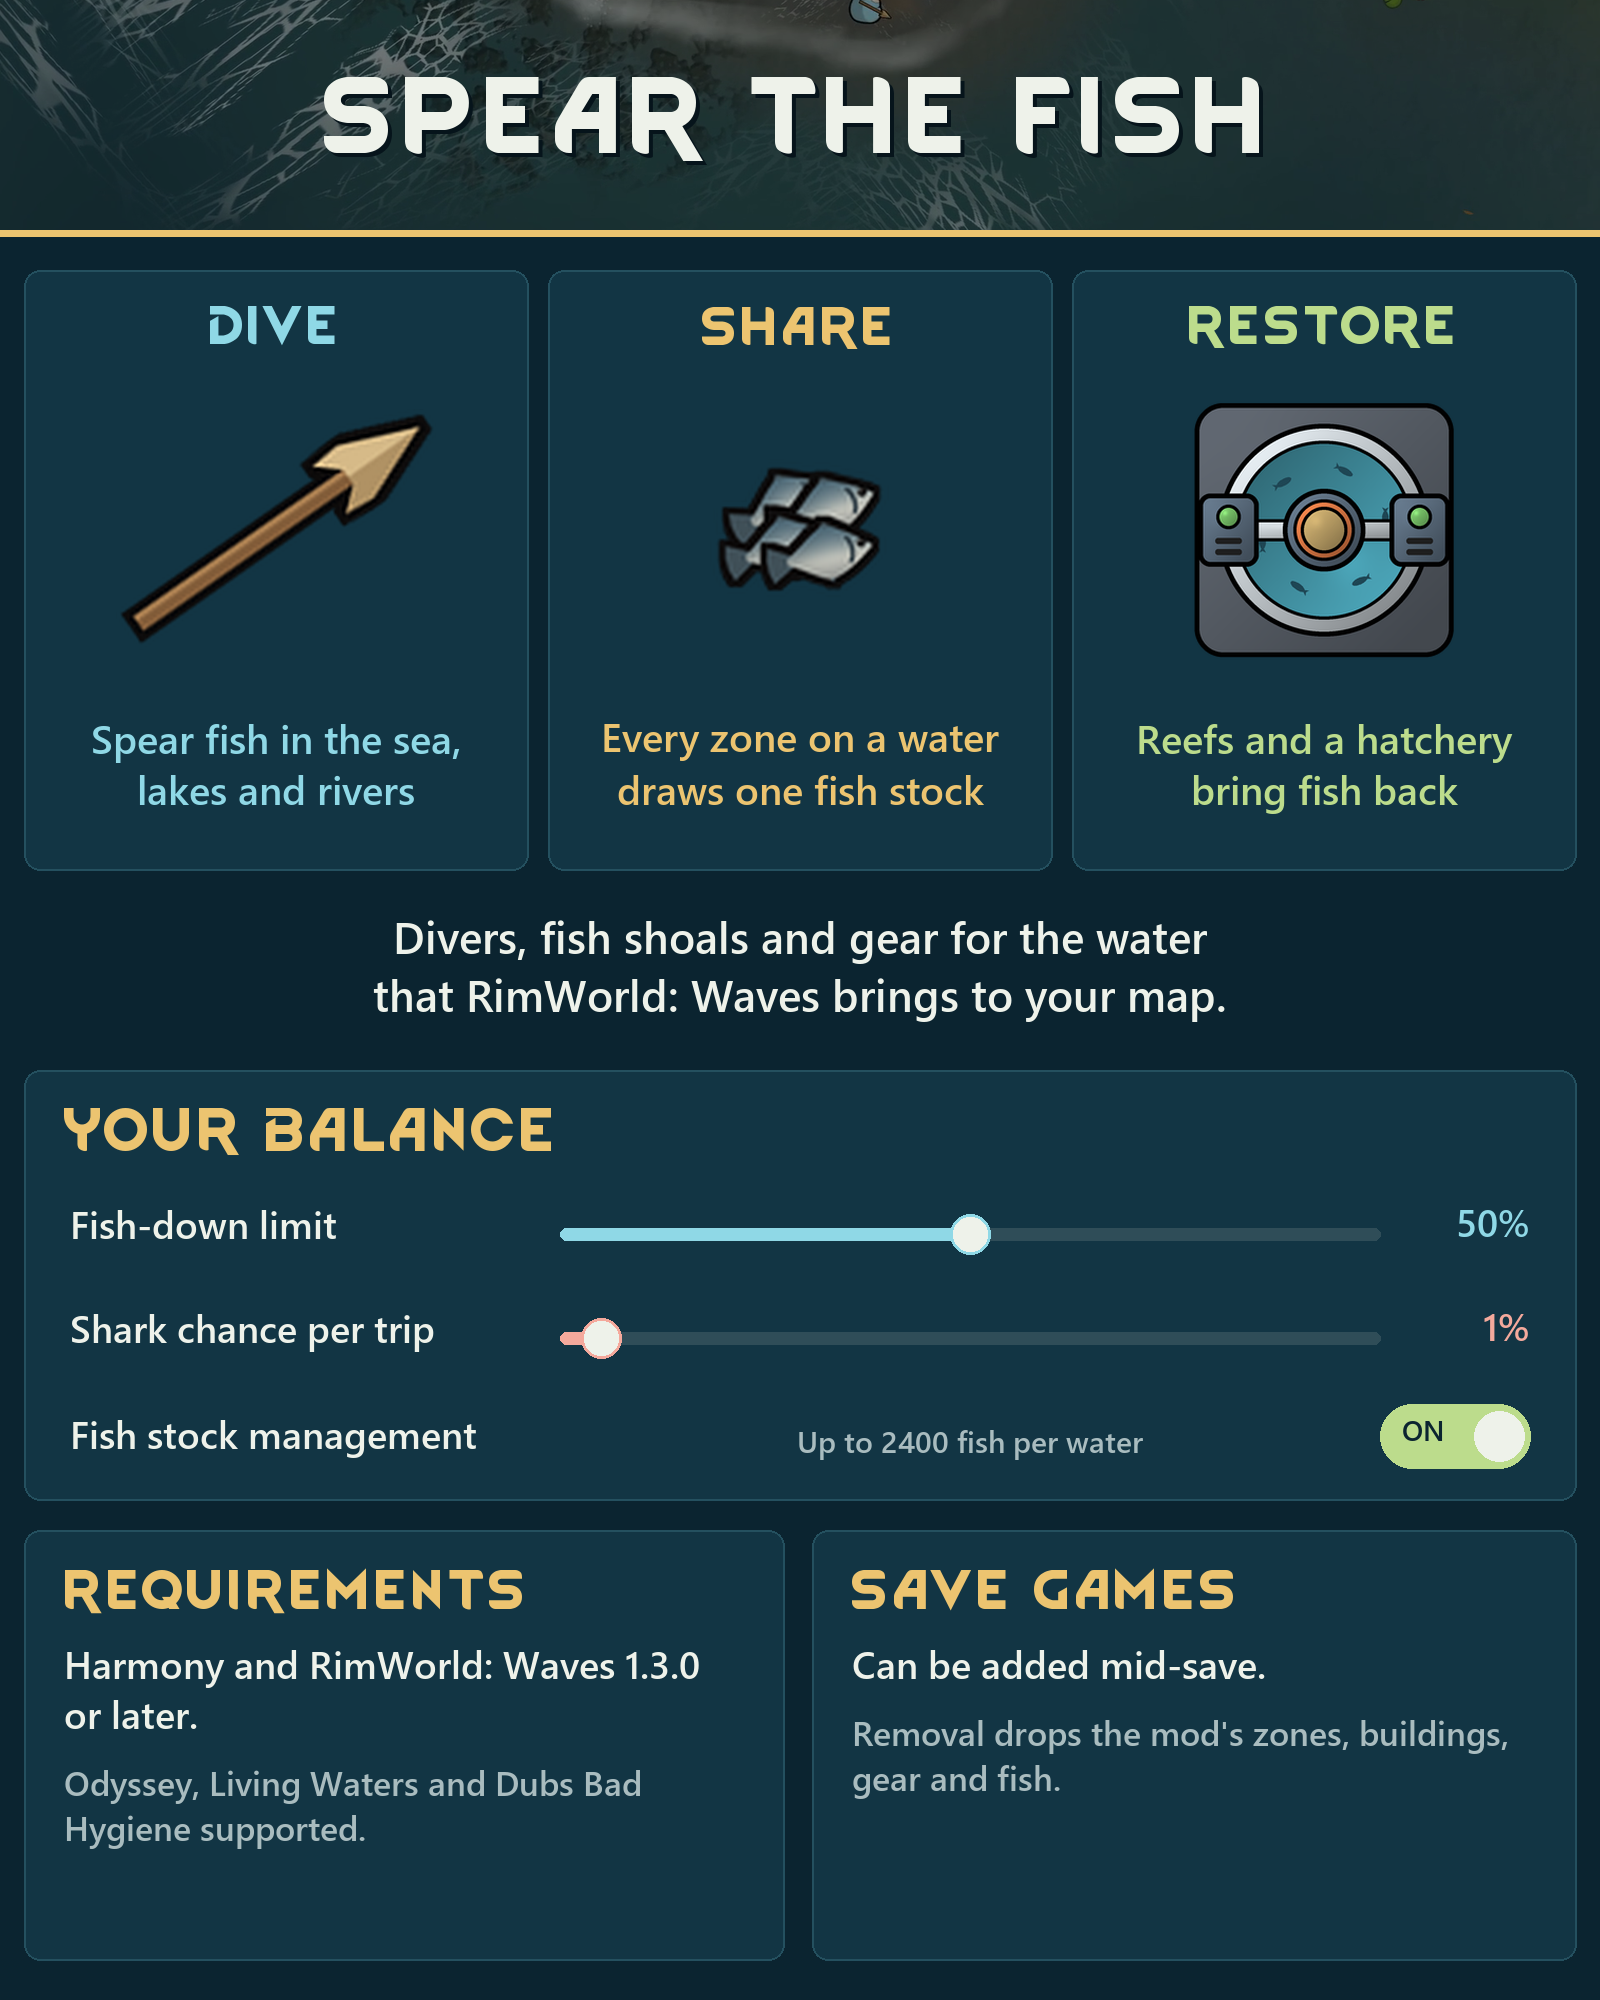 SPEAR THE FISH
DIVE
Spear fish in the sea,
lakes and rivers
SHARE
Every zone on a water
draws one fish stock
RESTORE
Reefs and a hatchery
bring fish back
Divers, fish shoals and gear for the water
that RimWorld: Waves brings to your map.
YOUR BALANCE
Fish-down limit 50%
Shark chance per trip 1%
Fish stock management Up to 2400 fish per water ON
REQUIREMENTS
Harmony and RimWorld: Waves 1.3.0
or later.
Odyssey, Living Waters and Dubs Bad
Hygiene supported.
SAVE GAMES
Can be added mid-save.
Removal drops the mod's zones, buildings,
gear and fish.